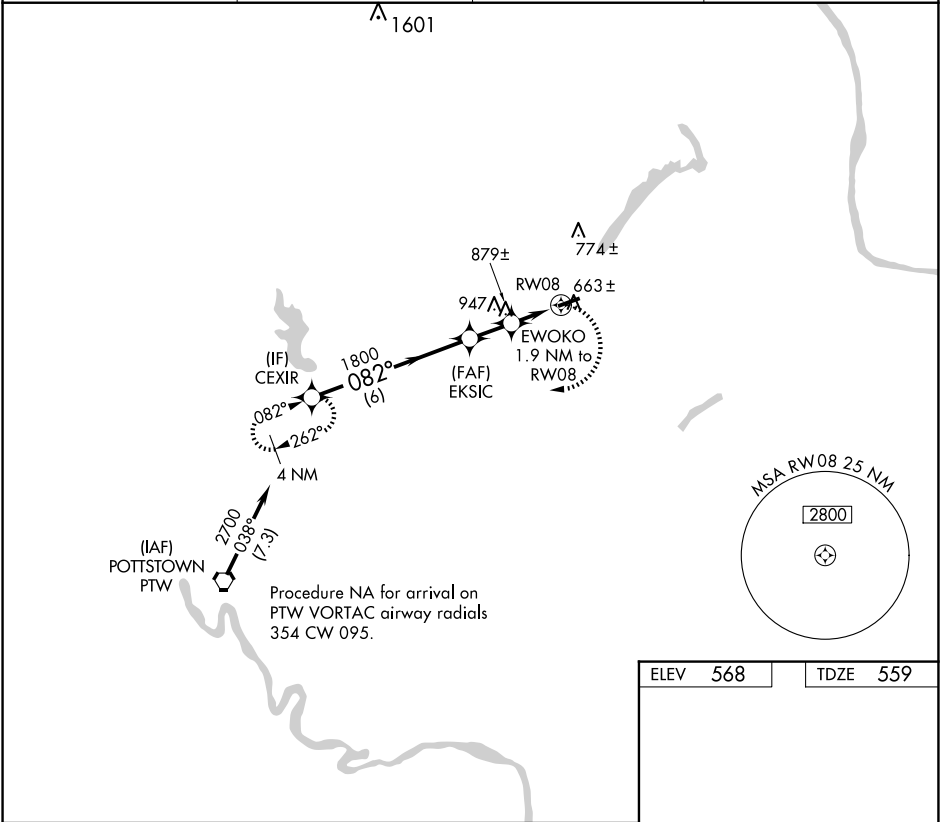 1601
774±
879±
RW08
663±
947
EWOKO
1.9 NM to
RW08
(FAF)
EKSIC
1800
082°
(6)
(IF)
CEXIR
082°
262°
4 NM
2700
038°
(7.3)
(IAF)
POTTSTOWN
PTW
Procedure NA for arrival on
PTW VORTAC airway radials
354 CW 095.
MSA RW08 25 NM
2800
ELEV 568
TDZE 559